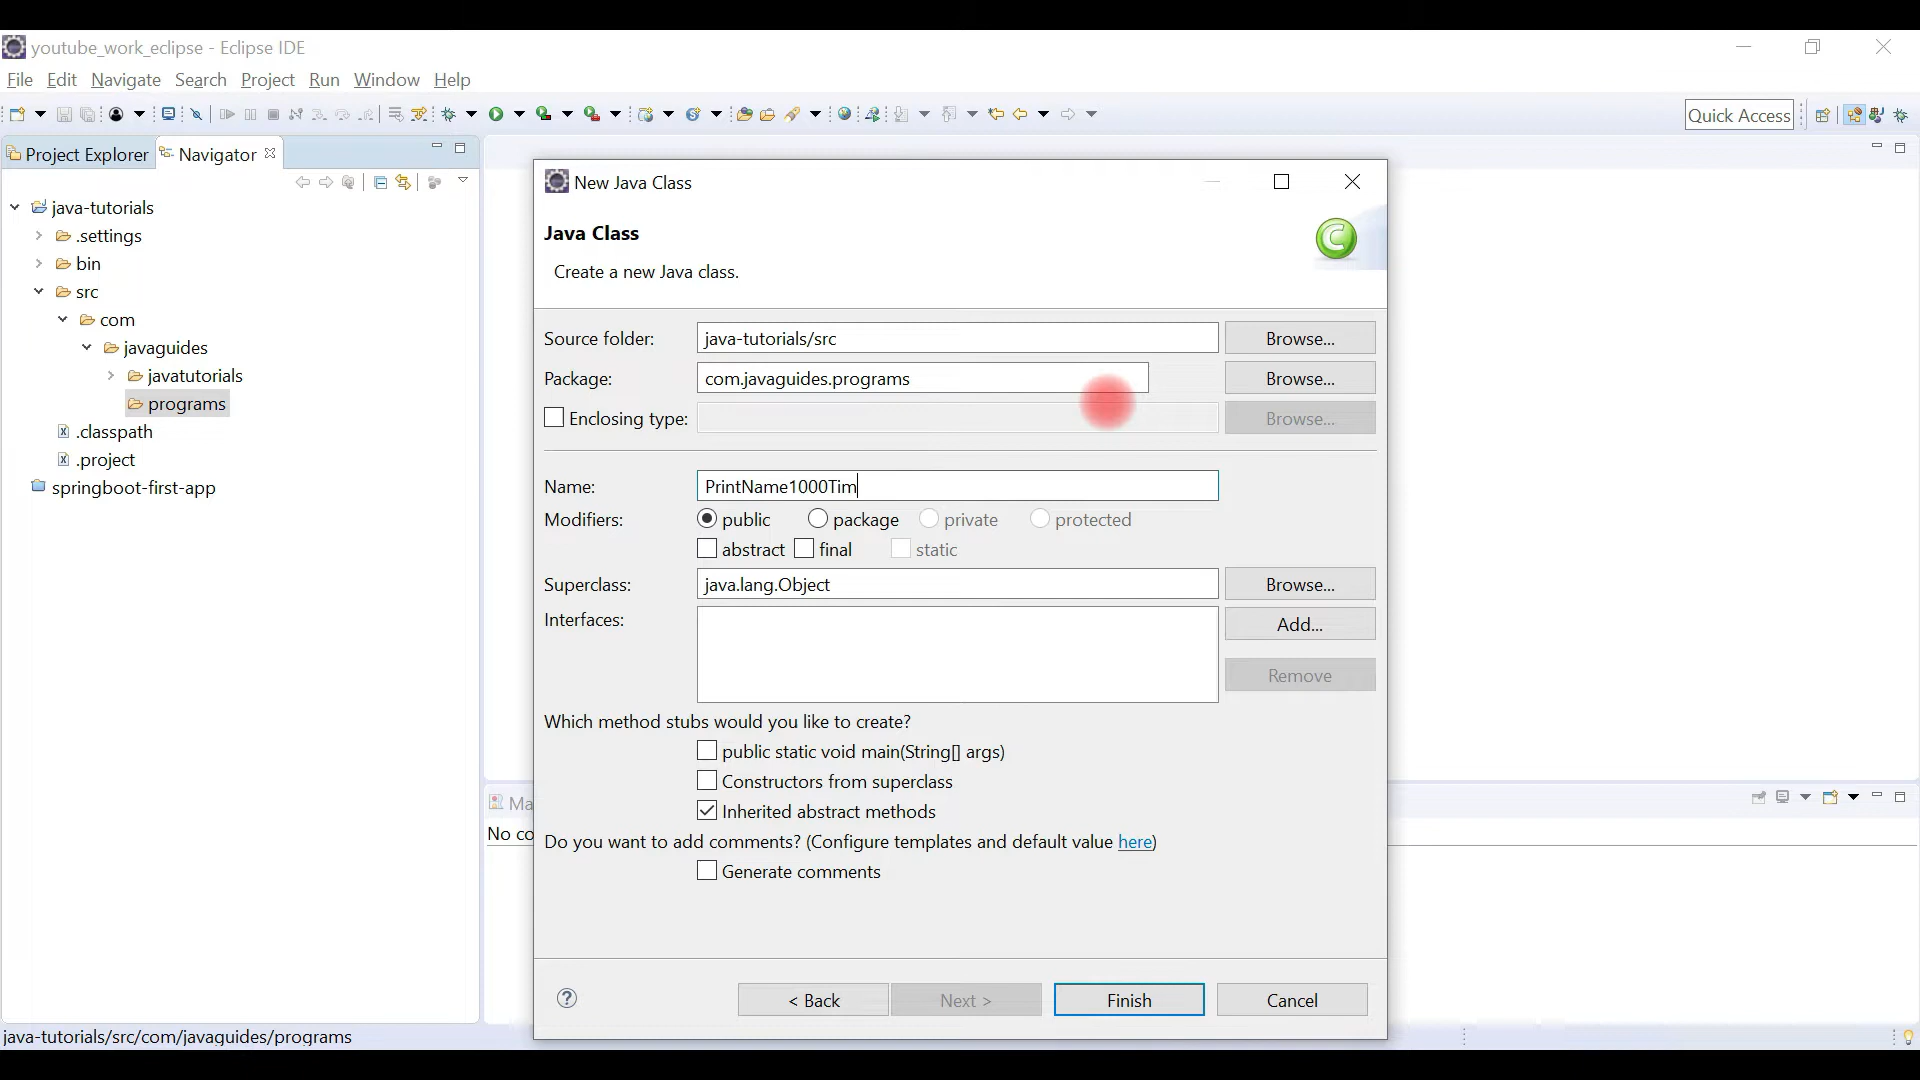 youtube_work_eclipse - Eclipse IDE
File Edit Navigate Search Project Run Window Help
Quick Access
Project Explorer Navigator
java-tutorials
.settings
bin
src
com
javaguides
javatutorials
programs
.classpath
.project
springboot-first-app
New Java Class
Java Class
Create a new Java class.
Source folder: java-tutorials/src Browse...
Package: com.javaguides.programs Browse...
Enclosing type: Browse...
Name: PrintName1000Tim
Modifiers: public package private protected
abstract final static
Superclass: java.lang.Object Browse...
Interfaces: Add...
Remove
Which method stubs would you like to create?
public static void main(String[] args)
Constructors from superclass
Inherited abstract methods
Do you want to add comments? (Configure templates and default value here)
Generate comments
? < Back Next > Finish Cancel
Ma
No co
java-tutorials/src/com/javaguides/programs